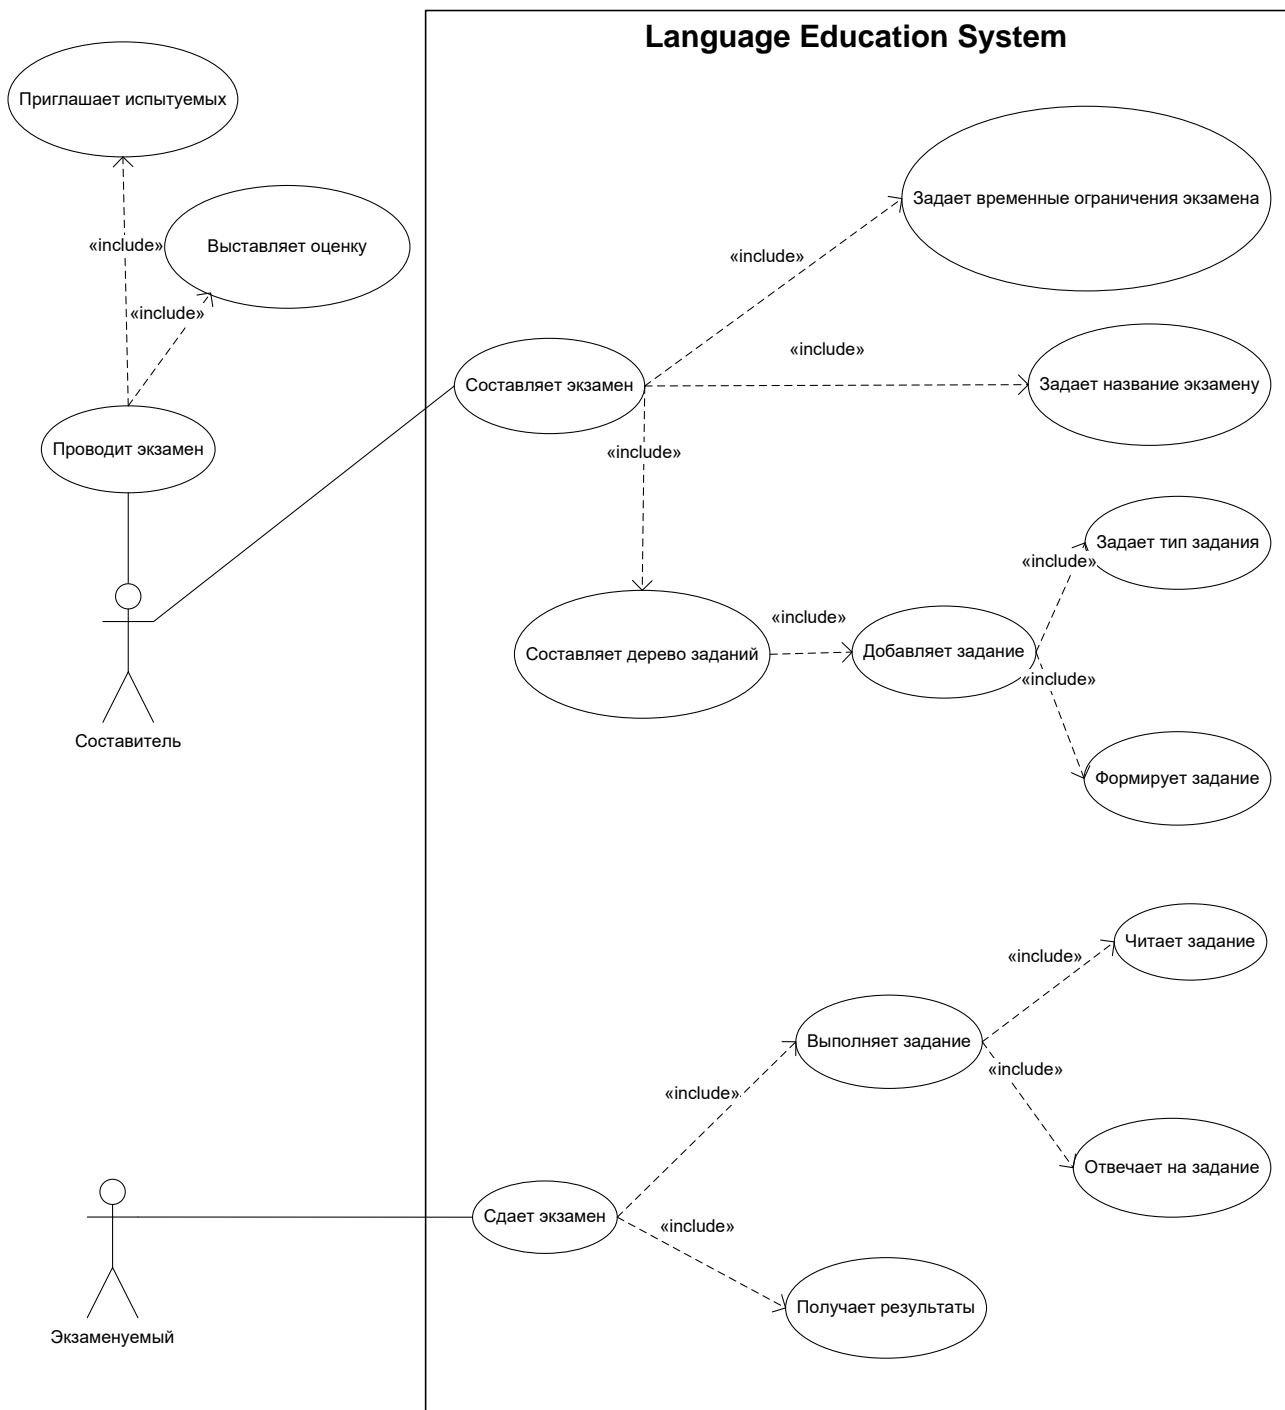 Language Education System
Приглашает испытуемых
«include»
Выставляет оценку
«include»
Проводит экзамен
Составитель
Составляет экзамен
«include»
Задает временные ограничения экзамена
«include»
Задает название экзамену
«include»
Составляет дерево заданий
«include»
Добавляет задание
«include»
Задает тип задания
«include»
Формирует задание
Экзаменуемый
Сдает экзамен
«include»
Выполняет задание
«include»
Читает задание
«include»
Отвечает на задание
«include»
Получает результаты